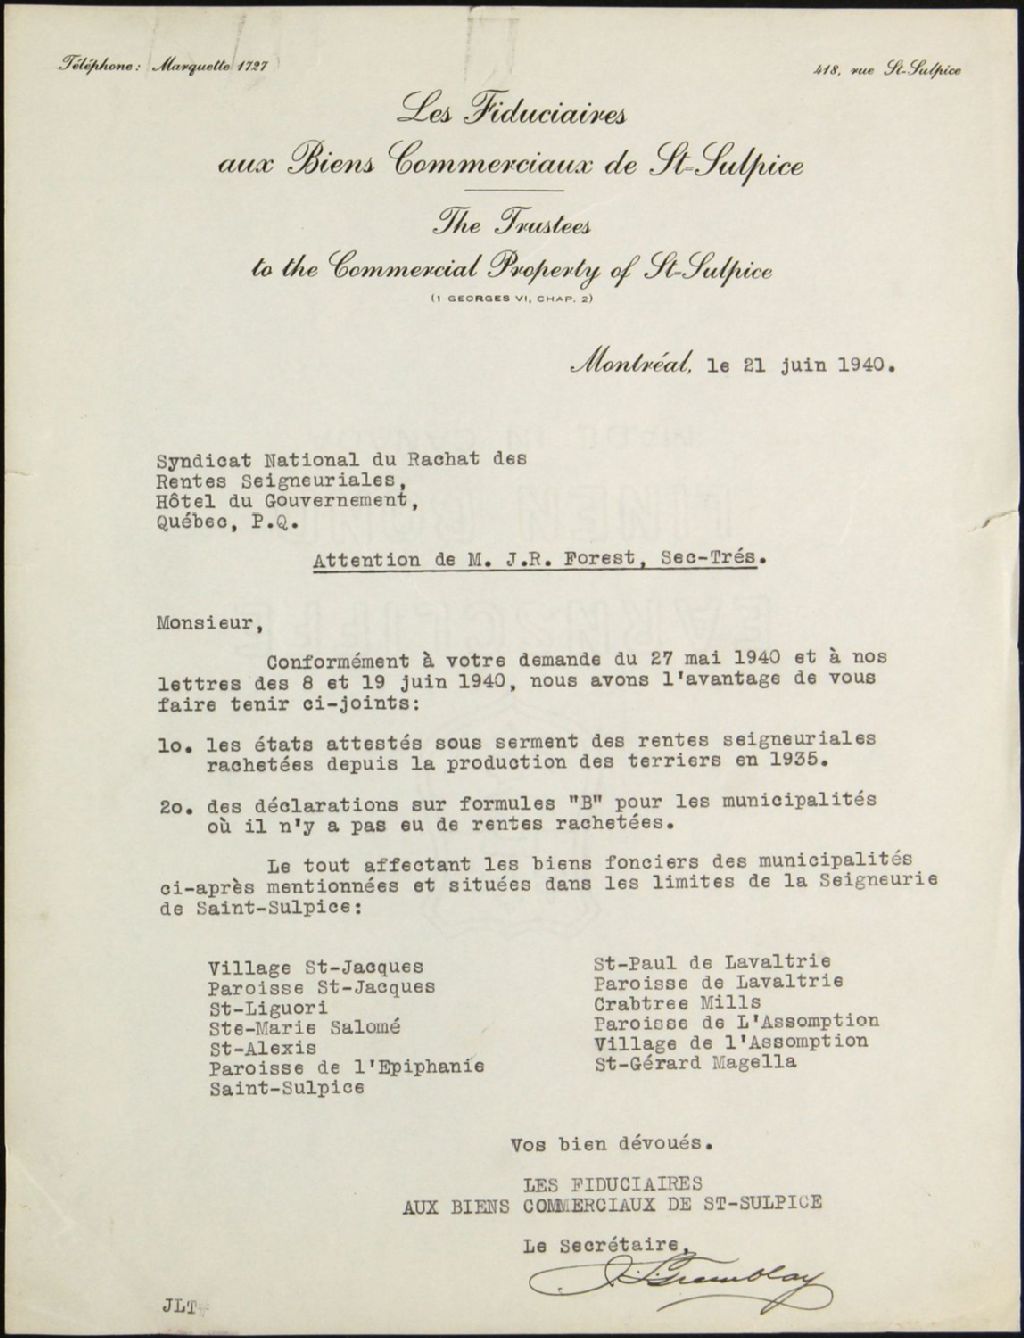 Téléphone: Marquette 1727
418, rue St-Sulpice
Les Fiduciaires
aux Biens Commerciaux de St-Sulpice
The Trustees
to the Commercial Property of St-Sulpice
(1 GEORGES VI, CHAP. 2)
Montréal, le 21 juin 1940.
Syndicat National du Rachat des
Rentes Seigneuriales,
Hôtel du Gouvernement,
Québec, P.Q.
Attention de M. J.R. Forest, Sec-Trés.
Monsieur,
Conformément à votre demande du 27 mai 1940 et à nos
lettres des 8 et 19 juin 1940, nous avons l'avantage de vous
faire tenir ci-joints:
1o. les états attestés sous serment des rentes seigneuriales
rachetées depuis la production des terriers en 1935.
2o. des déclarations sur formules "B" pour les municipalités
où il n'y a pas eu de rentes rachetées.
Le tout affectant les biens fonciers des municipalités
ci-après mentionnées et situées dans les limites de la Seigneurie
de Saint-Sulpice:
Village St-Jacques
Paroisse St-Jacques
St-Liguori
Ste-Marie Salomé
St-Alexis
Paroisse de l'Epiphanie
Saint-Sulpice
St-Paul de Lavaltrie
Paroisse de Lavaltrie
Crabtree Mills
Paroisse de L'Assomption
Village de l'Assomption
St-Gérard Magella
Vos bien dévoués.
LES FIDUCIAIRES
AUX BIENS COMMERCIAUX DE ST-SULPICE
Le Secrétaire,
J. L. Tremblay
JLT